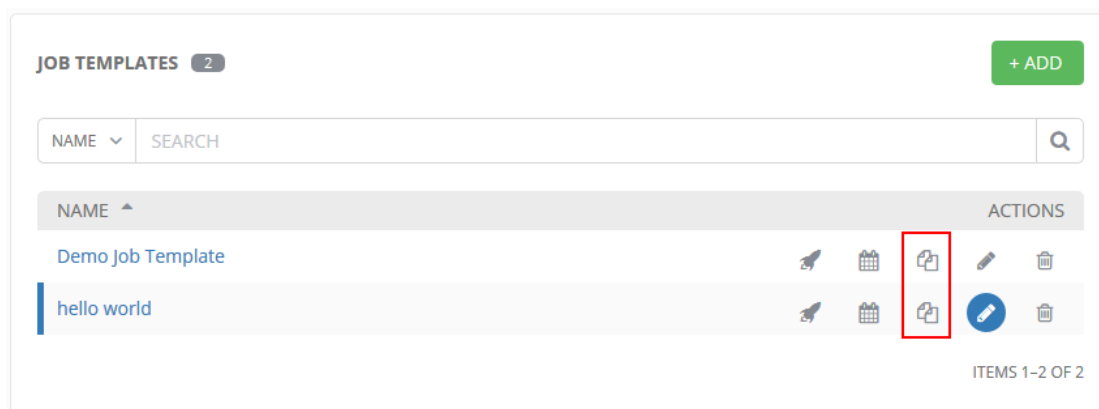 JOB TEMPLATES 2 + ADD
NAME SEARCH
NAME ACTIONS
Demo Job Template
hello world
ITEMS 1–2 OF 2